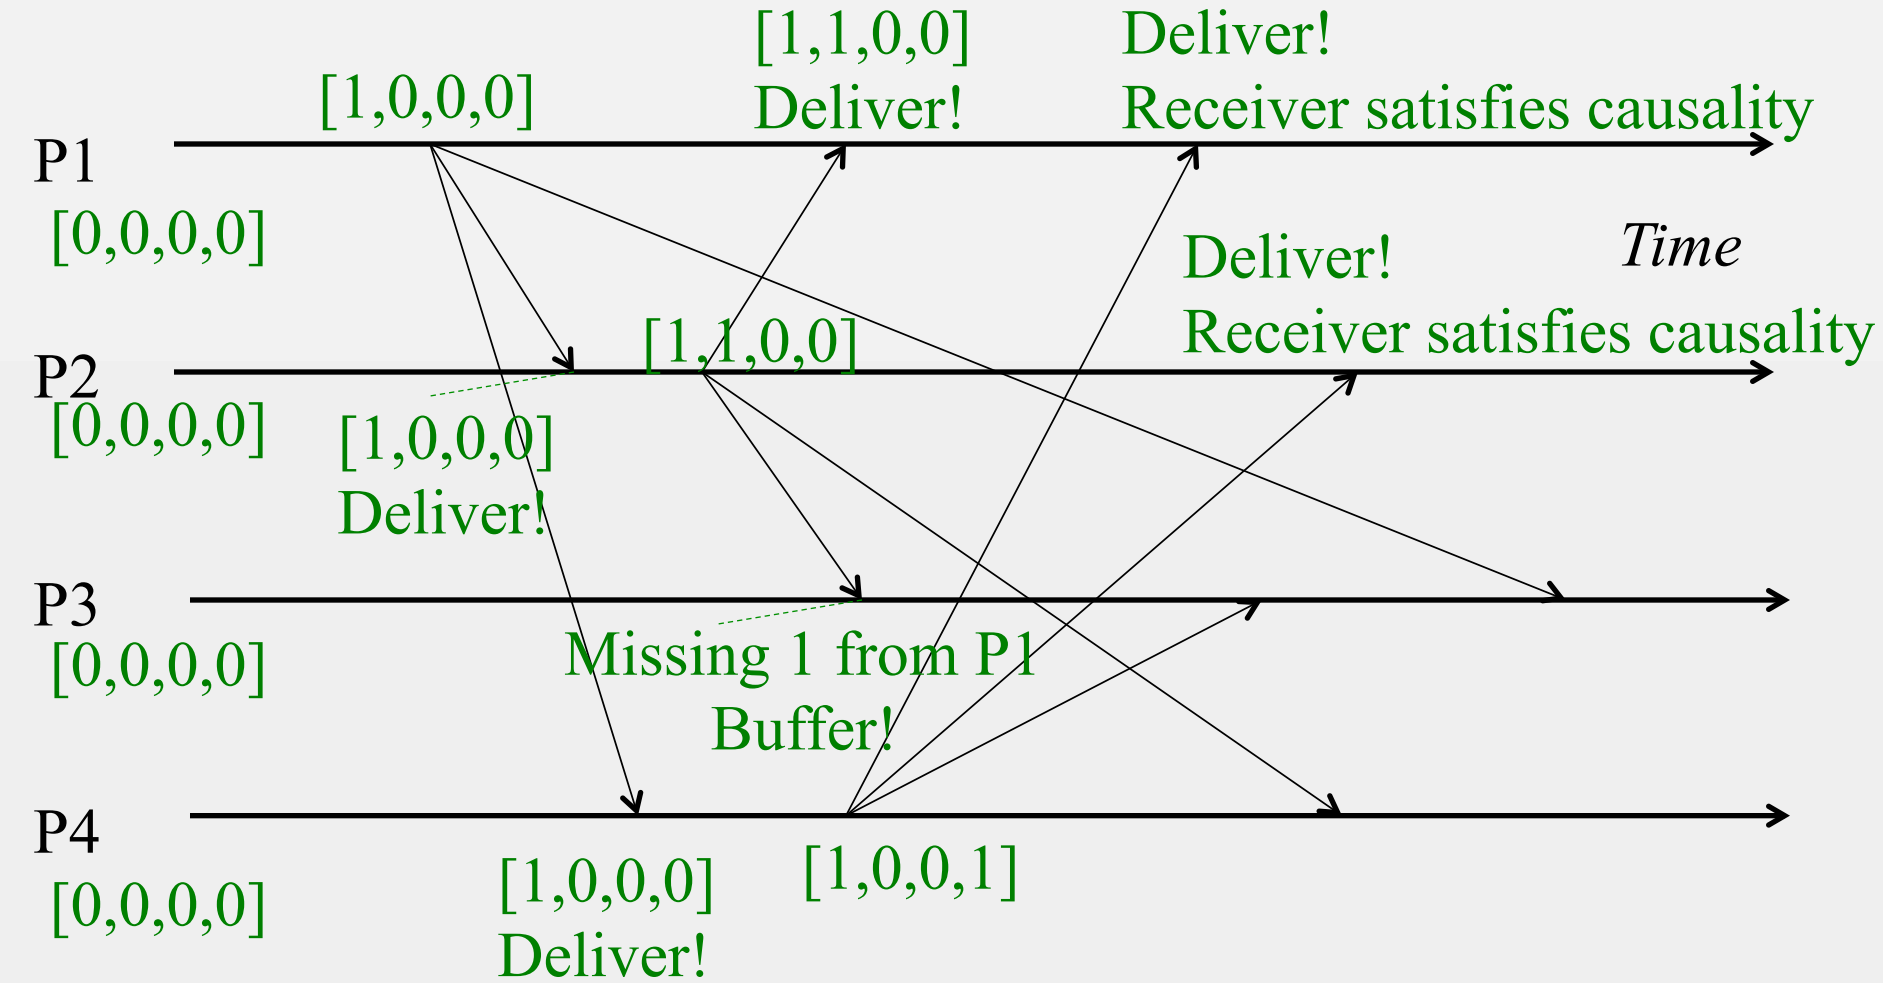 [1,1,0,0]
Deliver!
Deliver!
Receiver satisfies causality
[1,0,0,0]
P1
[0,0,0,0]
Time
Deliver!
Receiver satisfies causality
[1,1,0,0]
P2
[0,0,0,0]
[1,0,0,0]
Deliver!
P3
[0,0,0,0]
Missing 1 from P1
Buffer!
P4
[0,0,0,0]
[1,0,0,0]
Deliver!
[1,0,0,1]